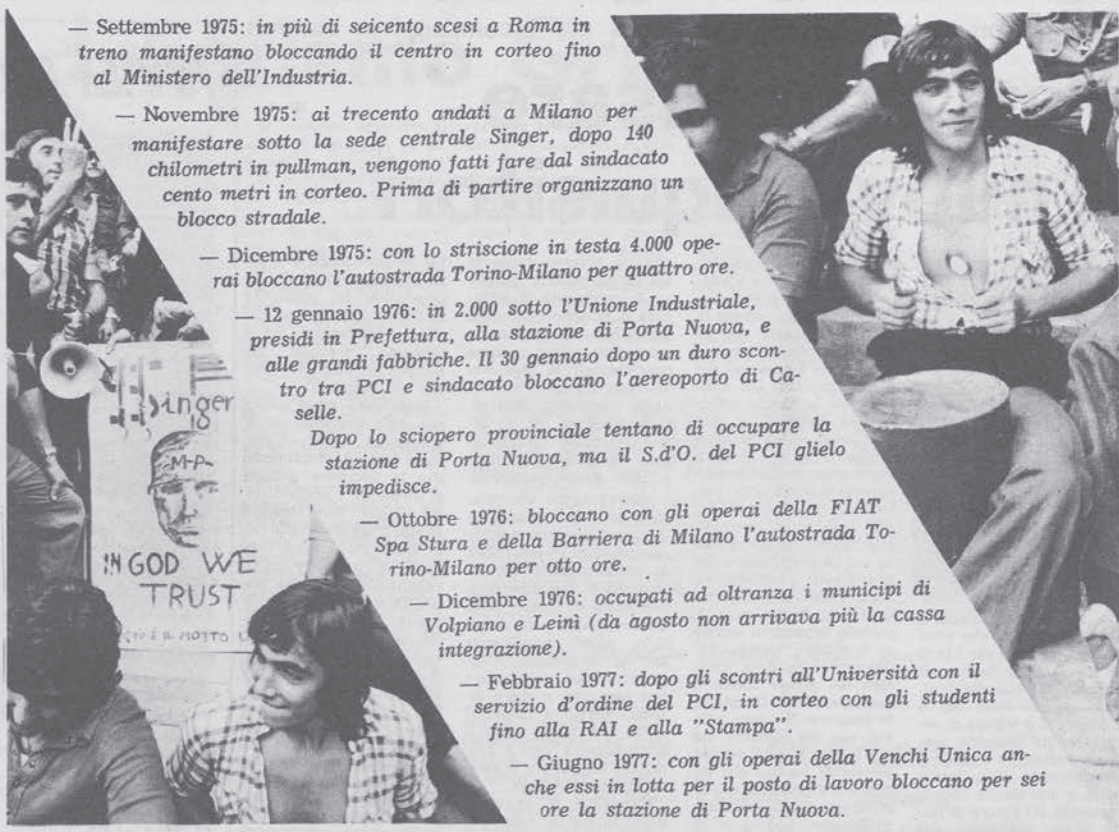 — Settembre 1975: in più di seicento scesi a Roma in
treno manifestano bloccando il centro in corteo fino
al Ministero dell'Industria.
— Novembre 1975: ai trecento andati a Milano per
manifestare sotto la sede centrale Singer, dopo 140
chilometri in pullman, vengono fatti fare dal sindacato
cento metri in corteo. Prima di partire organizzano un
blocco stradale.
— Dicembre 1975: con lo striscione in testa 4.000 ope-
rai bloccano l'autostrada Torino-Milano per quattro ore.
— 12 gennaio 1976: in 2.000 sotto l'Unione Industriale,
presidi in Prefettura, alla stazione di Porta Nuova, e
alle grandi fabbriche. Il 30 gennaio dopo un duro scon-
tro tra PCI e sindacato bloccano l'aereoporto di Ca-
selle.
Dopo lo sciopero provinciale tentano di occupare la
stazione di Porta Nuova, ma il S.d'O. del PCI glielo
impedisce.
— Ottobre 1976: bloccano con gli operai della FIAT
Spa Stura e della Barriera di Milano l'autostrada To-
rino-Milano per otto ore.
— Dicembre 1976: occupati ad oltranza i municipi di
Volpiano e Leinì (da agosto non arrivava più la cassa
integrazione).
— Febbraio 1977: dopo gli scontri all'Università con il
servizio d'ordine del PCI, in corteo con gli studenti
fino alla RAI e alla "Stampa".
— Giugno 1977: con gli operai della Venchi Unica an-
che essi in lotta per il posto di lavoro bloccano per sei
ore la stazione di Porta Nuova.
Singer
M-P-
IN GOD WE
TRUST
IL MOTTO